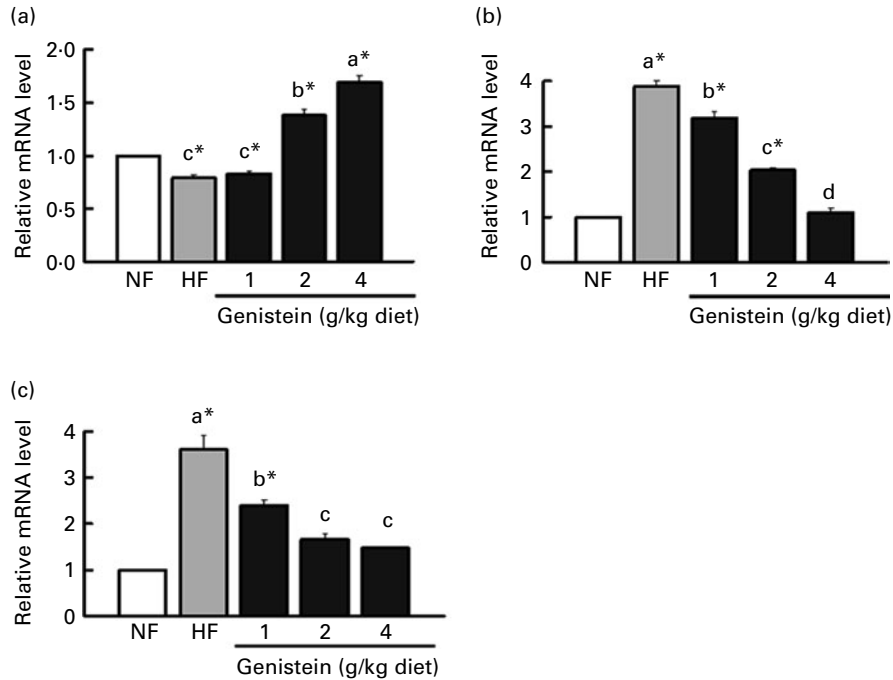 (a)
Relative mRNA level
2·0
1·5
1·0
0·5
0·0
c*
c*
b*
a*
NF HF 1 2 4
Genistein (g/kg diet)
(b)
Relative mRNA level
4
3
2
1
0
a*
b*
c*
d
NF HF 1 2 4
Genistein (g/kg diet)
(c)
Relative mRNA level
4
3
2
1
0
a*
b*
c
c
NF HF 1 2 4
Genistein (g/kg diet)